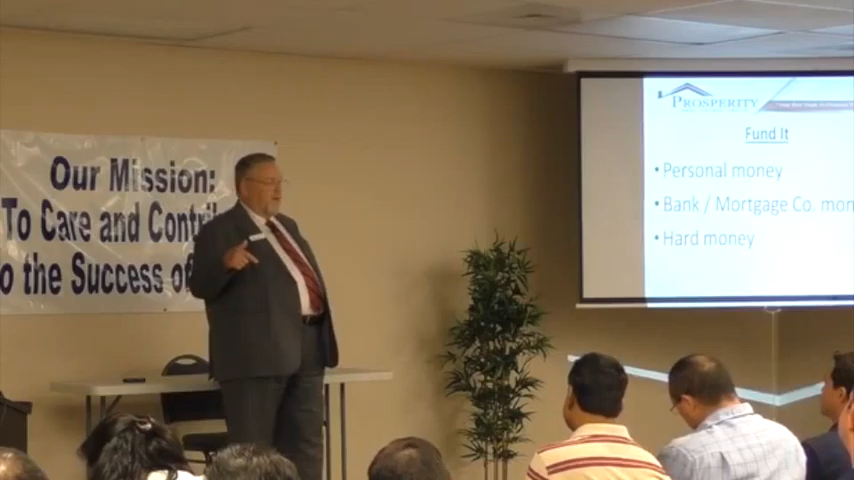 Our Mission:
To Care and Contrib
o the Success of
PROSPERITY
Fund It
• Personal money
• Bank / Mortgage Co. mon
• Hard money